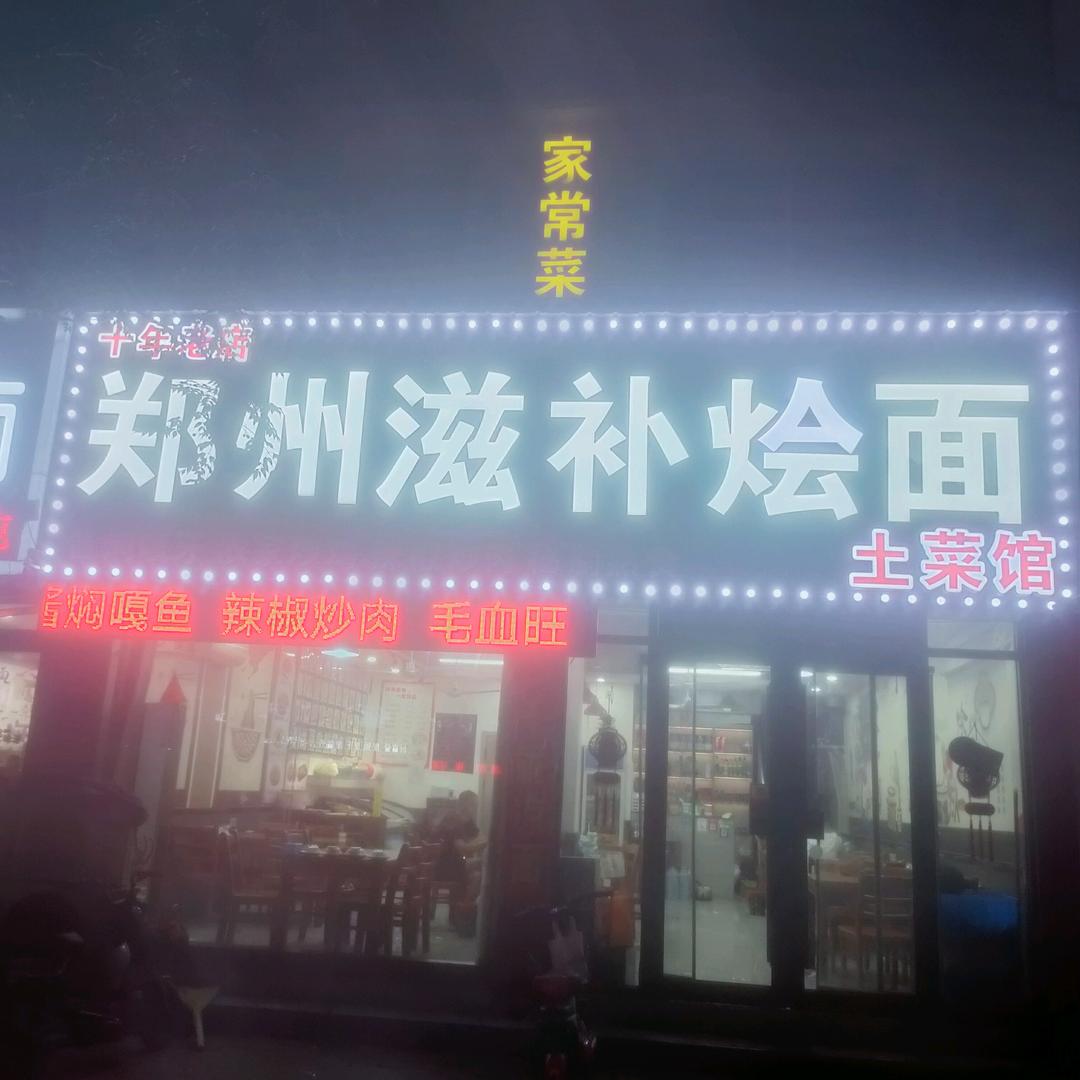 家常菜
十年老店
郑州滋补烩面
土菜馆
焖嘎鱼 辣椒炒肉 毛血旺